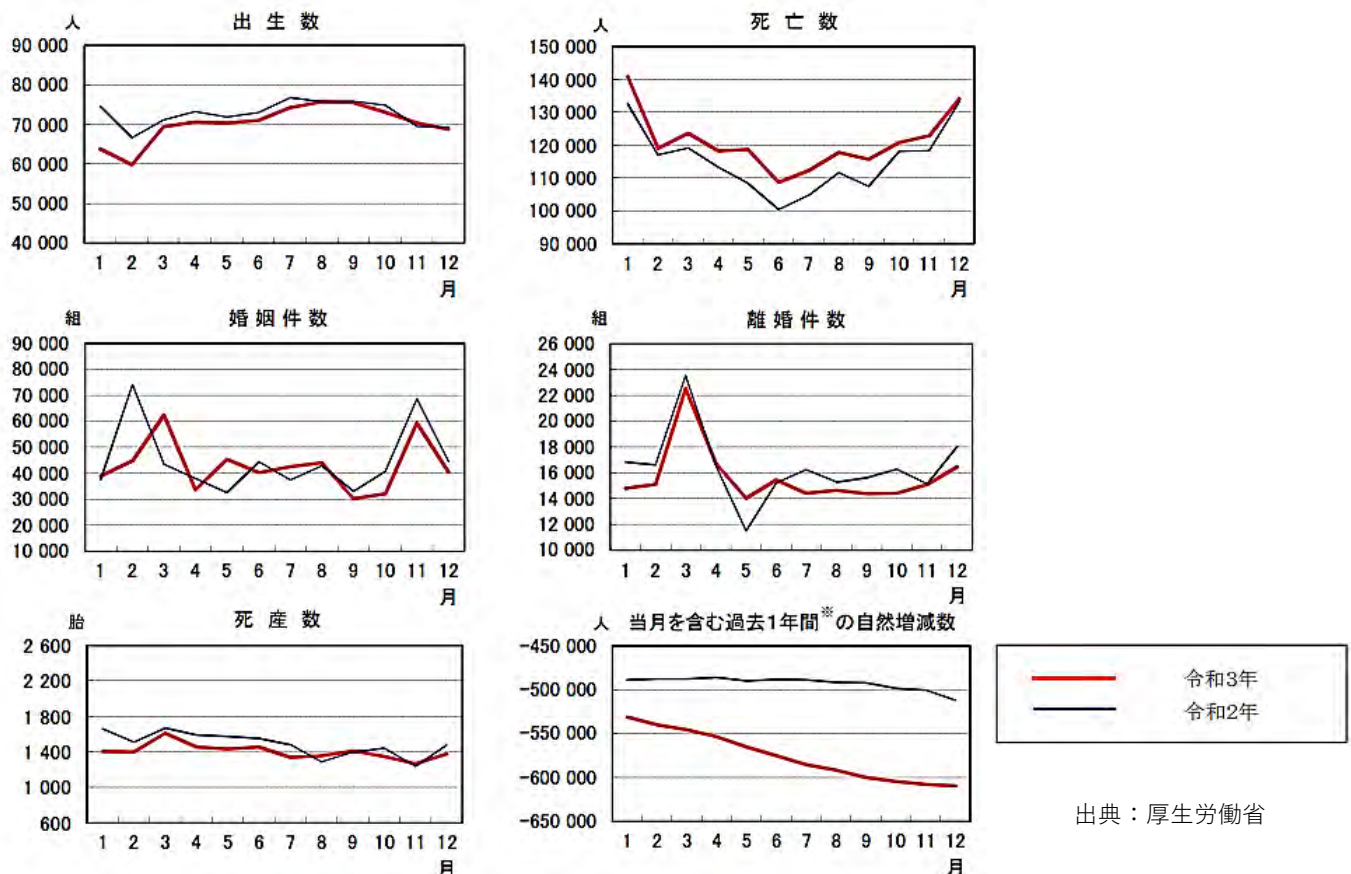 人 出生数
90 000
80 000
70 000
60 000
50 000
40 000
1 2 3 4 5 6 7 8 9 10 11 12
月
人 死亡数
150 000
140 000
130 000
120 000
110 000
100 000
90 000
1 2 3 4 5 6 7 8 9 10 11 12
月
組 婚姻件数
90 000
80 000
70 000
60 000
50 000
40 000
30 000
20 000
10 000
1 2 3 4 5 6 7 8 9 10 11 12
月
組 離婚件数
26 000
24 000
22 000
20 000
18 000
16 000
14 000
12 000
10 000
1 2 3 4 5 6 7 8 9 10 11 12
月
胎 死産数
2 600
2 200
1 800
1 400
1 000
600
1 2 3 4 5 6 7 8 9 10 11 12
月
人 当月を含む過去1年間※の自然増減数
-450 000
-500 000
-550 000
-600 000
-650 000
1 2 3 4 5 6 7 8 9 10 11 12
月
令和3年
令和2年
出典：厚生労働省